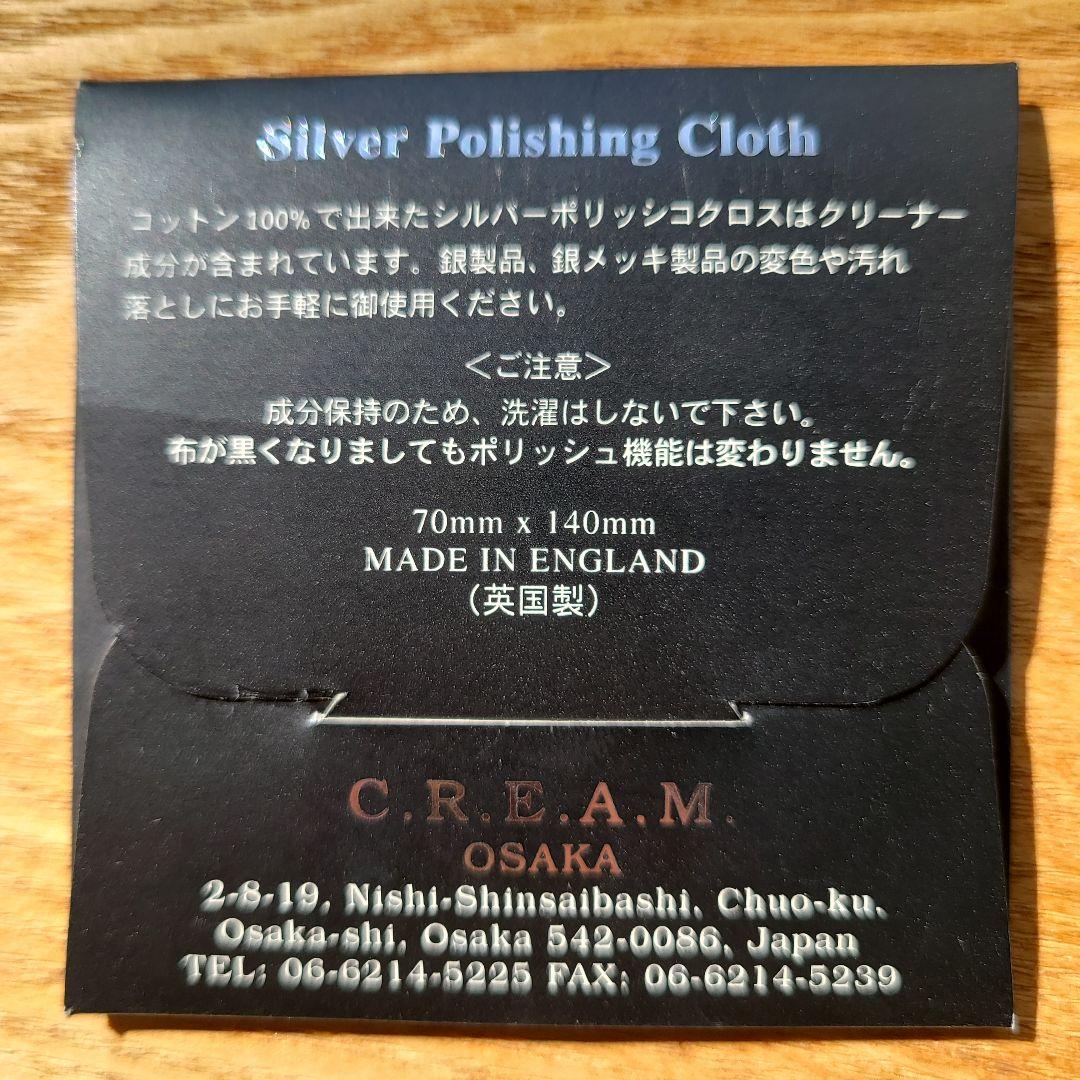 Silver Polishing Cloth
コットン100%で出来たシルバーポリッシヨクロスはクリーナー
成分が含まれています。銀製品、銀メッキ製品の変色や汚れ
落としにお手軽に御使用ください。
＜ご注意＞
成分保持のため、洗濯はしないで下さい。
布が黒くなりましてもポリッシュ機能は変わりません。
70mm x 140mm
MADE IN ENGLAND
（英国製）
C.R.E.A.M.
OSAKA
2-8-19, Nishi-Shinsaibashi, Chuo-ku,
Osaka-shi, Osaka 542-0086, Japan
TEL: 06-6214-5225 FAX: 06-6214-5239